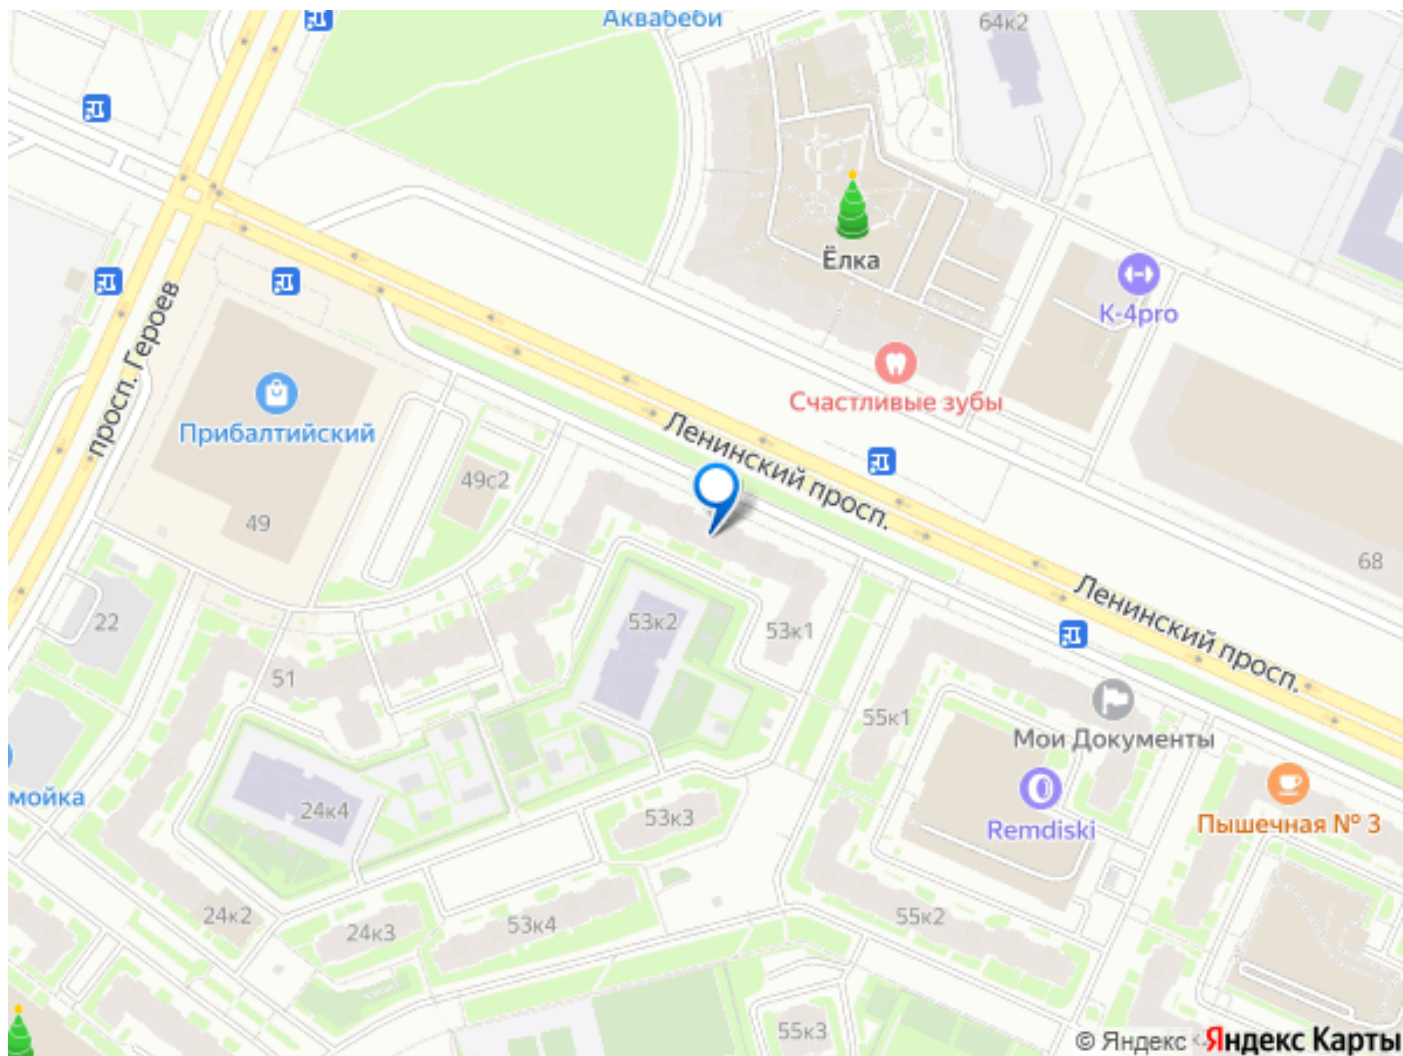 Аквабеби
64к2
Ёлка
K-4pro
просп. Героев
Счастливые зубы
Прибалтийский
Ленинский просп.
49с2
49
68
Ленинский просп.
22
53к2
53к1
51
55к1
Мои Документы
мойка
24к4
53к3
Remdiski
Пышечная № 3
24к2
24к3
53к4
55к2
55к3
© Яндекс
Яндекс Карты